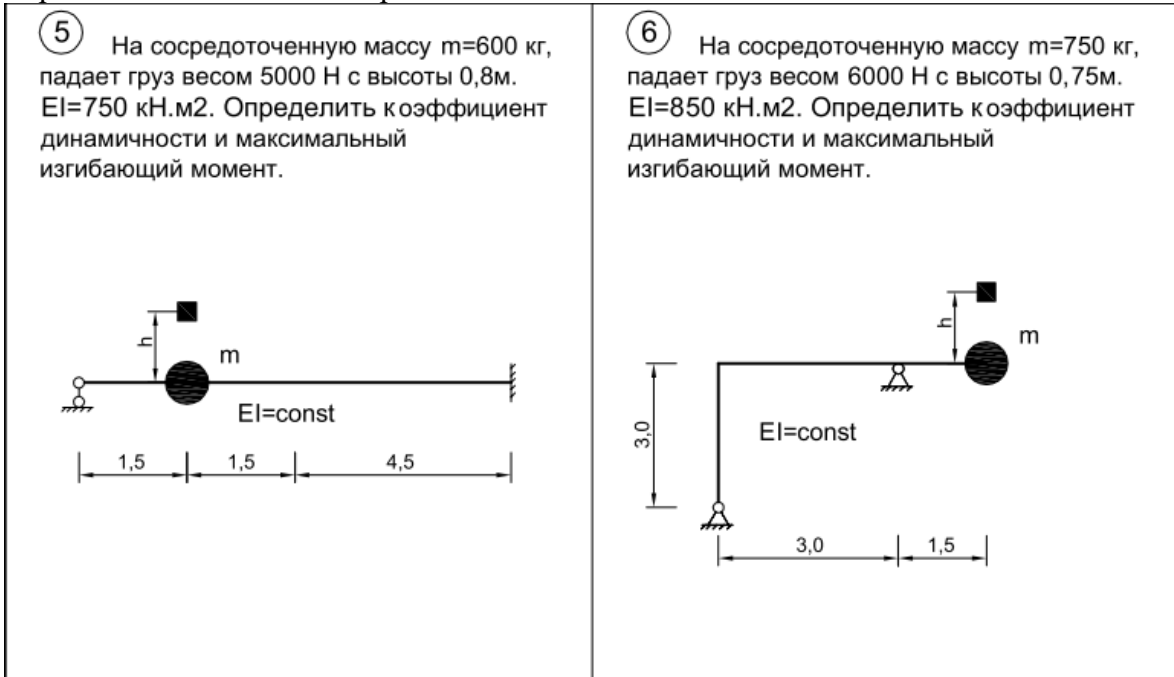 5
На сосредоточенную массу m=600 кг,
падает груз весом 5000 Н с высоты 0,8м.
EI=750 кН.м2. Определить коэффициент
динамичности и максимальный
изгибающий момент.
h
m
EI=const
1,5 1,5 4,5
6
На сосредоточенную массу m=750 кг,
падает груз весом 6000 Н с высоты 0,75м.
EI=850 кН.м2. Определить коэффициент
динамичности и максимальный
изгибающий момент.
h
m
3,0
EI=const
3,0 1,5